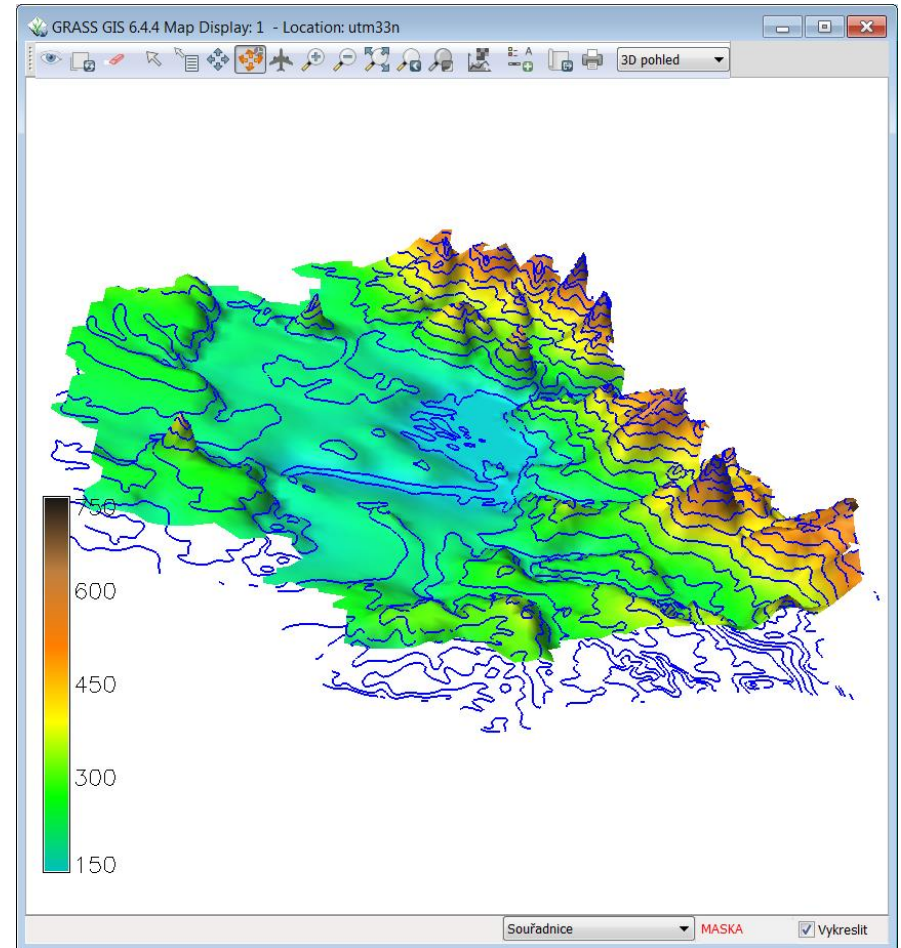 GRASS GIS 6.4.4 Map Display: 1 - Location: utm33n
3D pohled
750
600
450
300
150
Souřadnice
MASKA
Vykreslit